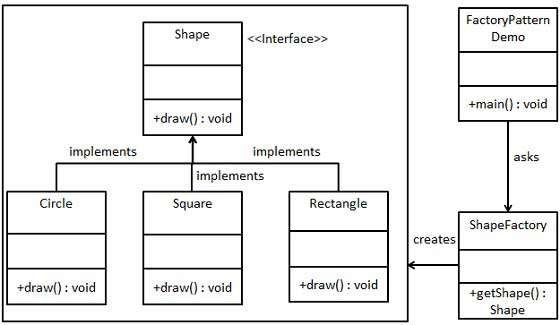 Shape
<<Interface>>
+draw() : void
FactoryPattern
Demo
+main() : void
implements
implements
implements
asks
Circle
+draw() : void
Square
+draw() : void
Rectangle
+draw() : void
creates
ShapeFactory
+getShape() :
Shape